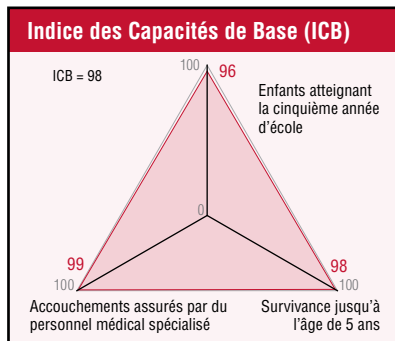 Indice des Capacités de Base (ICB)
ICB = 98
100
96
Enfants atteignant
la cinquième année
d'école
0
99
100
98
100
Accouchements assurés par du
personnel médical spécialisé
Survivance jusqu'à
l'âge de 5 ans